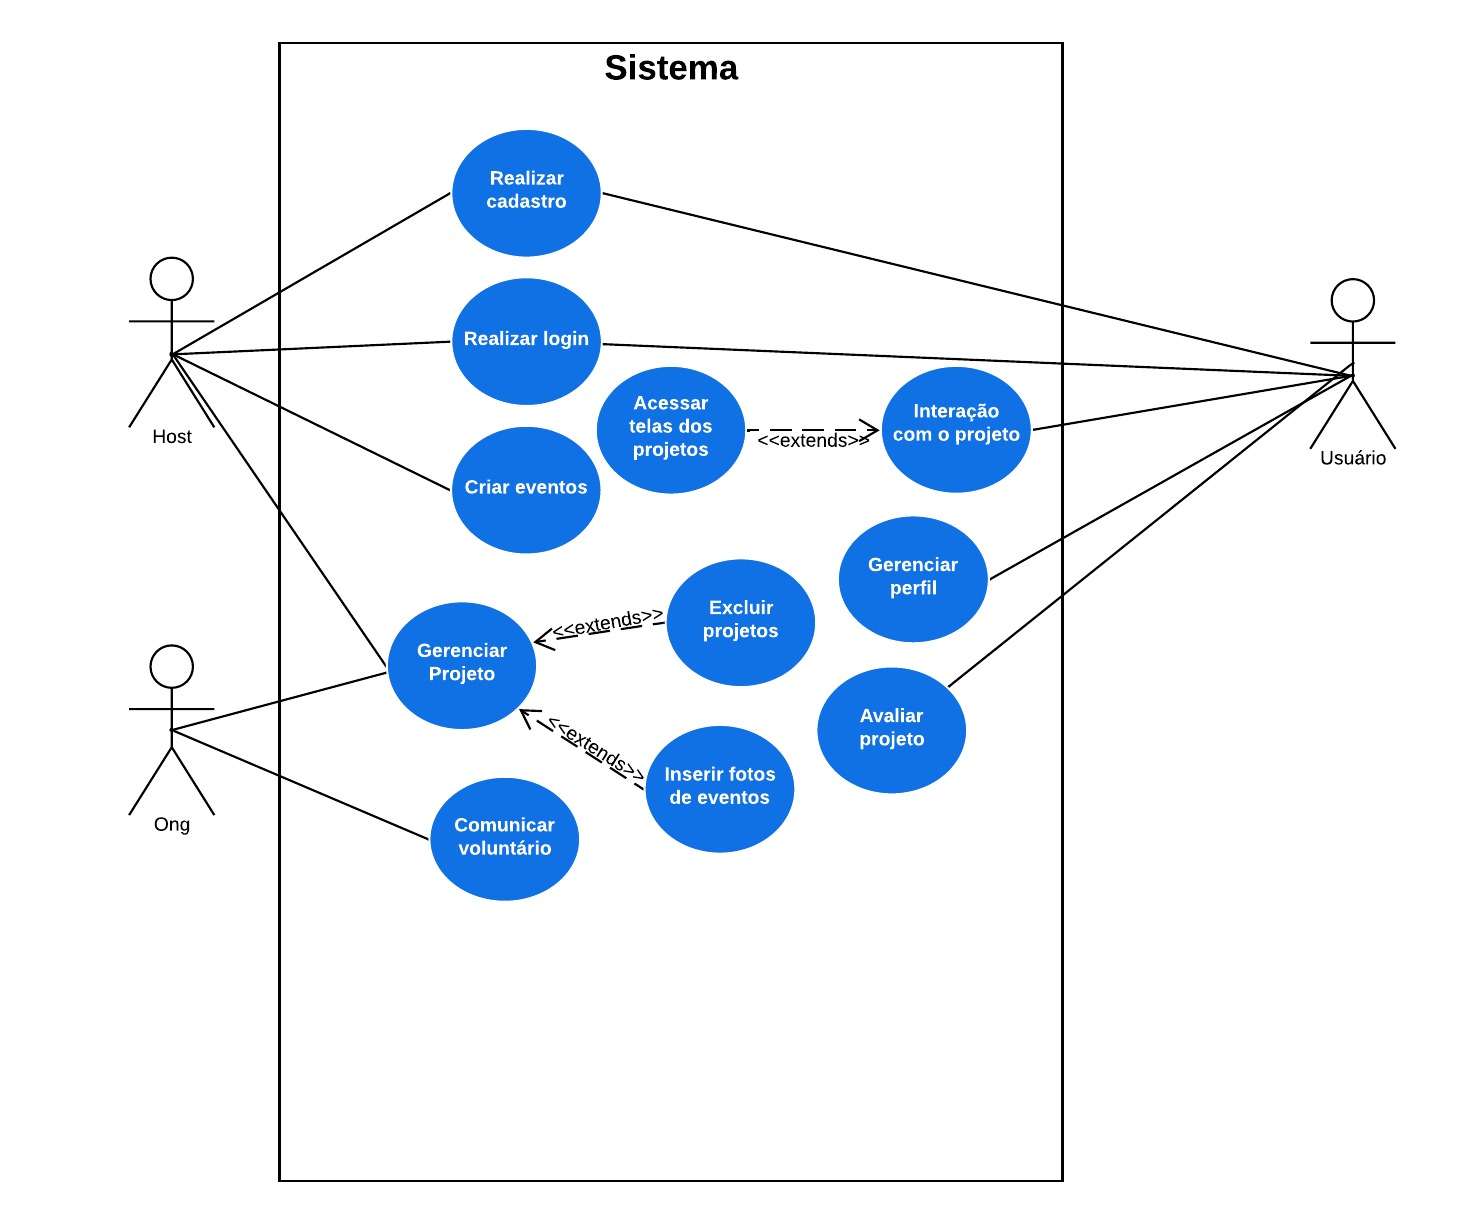 Sistema
Realizar
cadastro
Realizar login
Acessar
telas dos
projetos
<<extends>>
Interação
com o projeto
Host
Usuário
Criar eventos
Gerenciar
perfil
Excluir
projetos
<<extends>>
Gerenciar
Projeto
Avaliar
projeto
<<extends>>
Inserir fotos
de eventos
Ong
Comunicar
voluntário